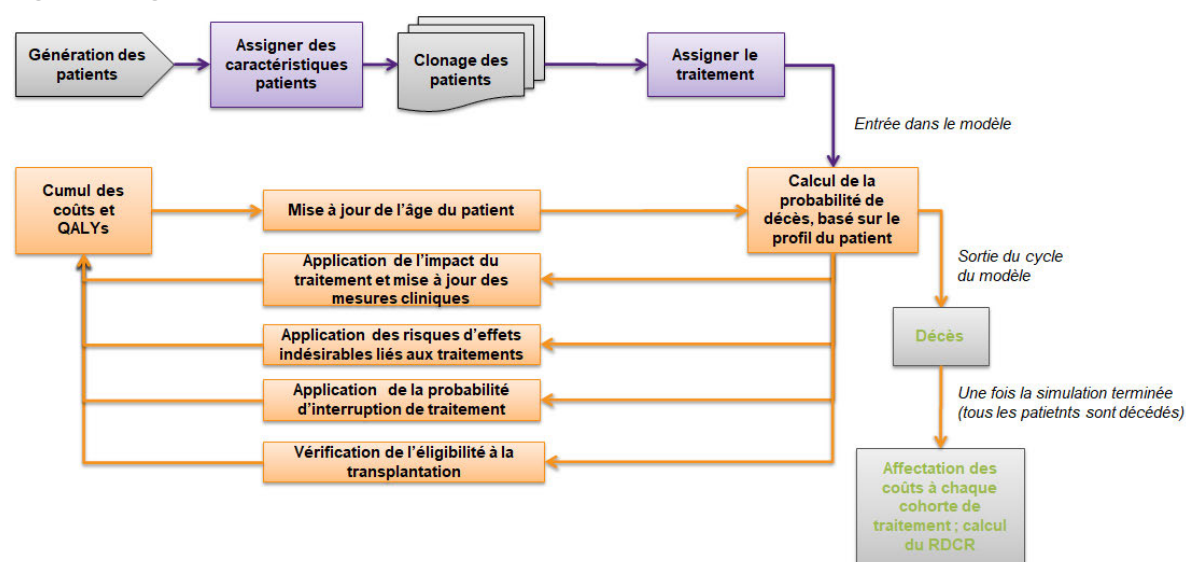 Génération des
patients
Assigner des
caractéristiques
patients
Clonage des
patients
Assigner le
traitement
Entrée dans le modèle
Cumul des
coûts et
QALYs
Mise à jour de l'âge du patient
Calcul de la
probabilité de
décès, basé sur le
profil du patient
Application de l'impact du
traitement et mise à jour des
mesures cliniques
Sortie du cycle
du modèle
Application des risques d'effets
indésirables liés aux traitements
Décès
Application de la probabilité
d'interruption de traitement
Une fois la simulation terminée
(tous les patietnts sont décédés)
Vérification de l'éligibilité à la
transplantation
Affectation des
coûts à chaque
cohorte de
traitement ; calcul
du RDCR